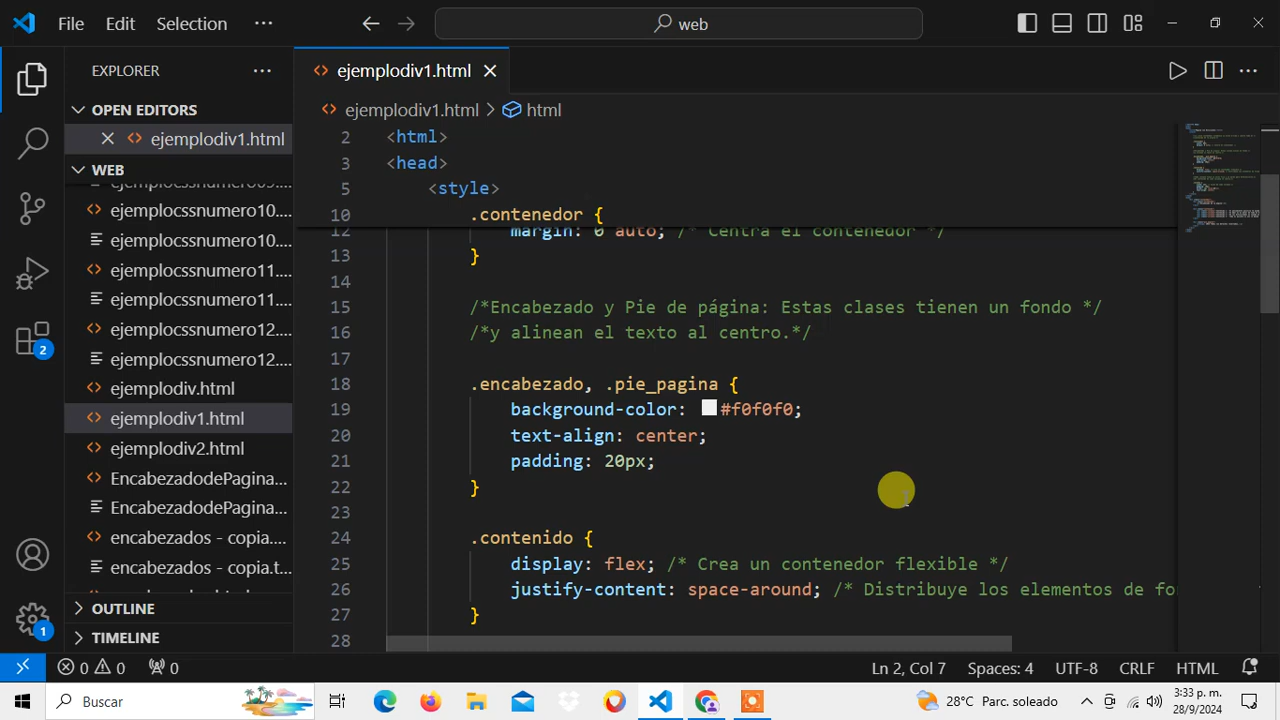 File Edit Selection ··· web
EXPLORER ···
ejemplodiv1.html
OPEN EDITORS
ejemplodiv1.html > html
ejemplodiv1.html
WEB
ejemplocssnumero10....
ejemplocssnumero10....
ejemplocssnumero11....
ejemplocssnumero11....
ejemplocssnumero12....
ejemplocssnumero12....
ejemplodiv.html
ejemplodiv1.html
ejemplodiv2.html
EncabezadodePagina...
EncabezadodePagina...
encabezados - copia....
encabezados - copia.t...
OUTLINE
TIMELINE
2 <html>
3 <head>
5 <style>
10 .contenedor {
12 margin: 0 auto; /* Centra el contenedor */
13 }
14
15 /*Encabezado y Pie de página: Estas clases tienen un fondo */
16 /*y alinean el texto al centro.*/
17
18 .encabezado, .pie_pagina {
19 background-color: #f0f0f0;
20 text-align: center;
21 padding: 20px;
22 }
23
24 .contenido {
25 display: flex; /* Crea un contenedor flexible */
26 justify-content: space-around; /* Distribuye los elementos de for
27 }
28
2
1
0 0 0 Ln 2, Col 7 Spaces: 4 UTF-8 CRLF HTML
Buscar 28°C Parc. soleado 3:33 p. m.
28/9/2024